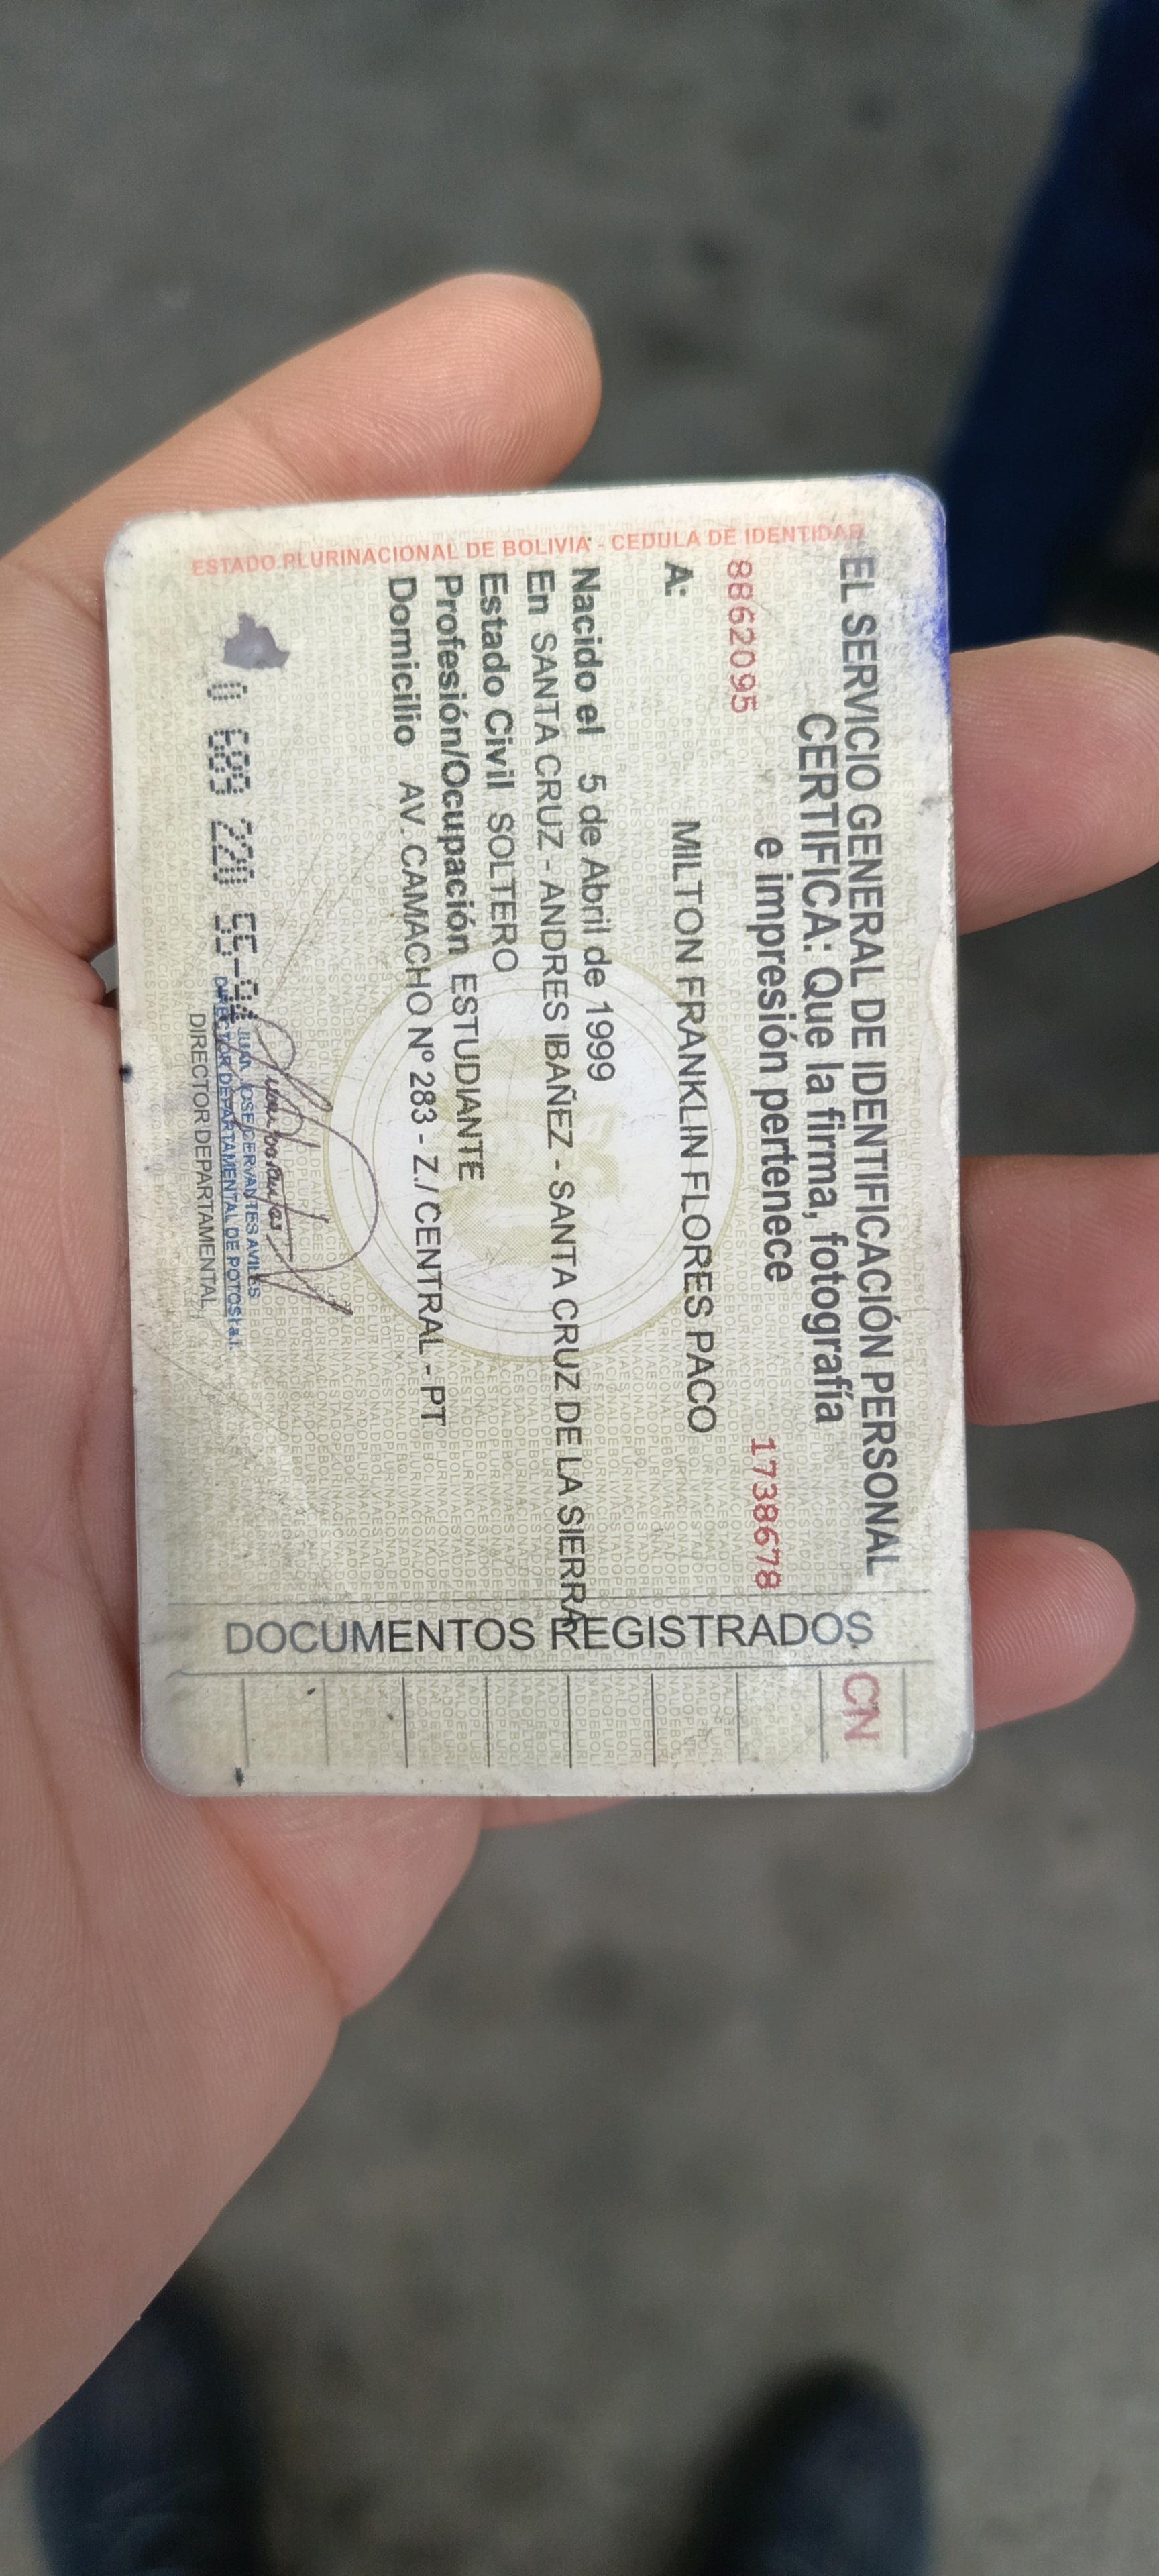 ESTADO PLURINACIONAL DE BOLIVIA - CEDULA DE IDENTIDAD
EL SERVICIO GENERAL DE IDENTIFICACIÓN PERSONAL
CERTIFICA: Que la firma, fotografía
e impresión pertenece
8862095
1738678
A: MILTON FRANKLIN FLORES PACO
Nacido el 5 de Abril de 1999
En SANTA CRUZ - ANDRES IBAÑEZ - SANTA CRUZ DE LA SIERRA
Estado Civil SOLTERO
Profesión/Ocupación ESTUDIANTE
Domicilio AV. CAMACHO Nº 283 - Z./ CENTRAL - PT
0 689 220 55-94
JUAN JOSE CERVANTES AVILES
DIRECTOR DEPARTAMENTAL DE POTOSI a.i.
DIRECTOR DEPARTAMENTAL
DOCUMENTOS REGISTRADOS
CN